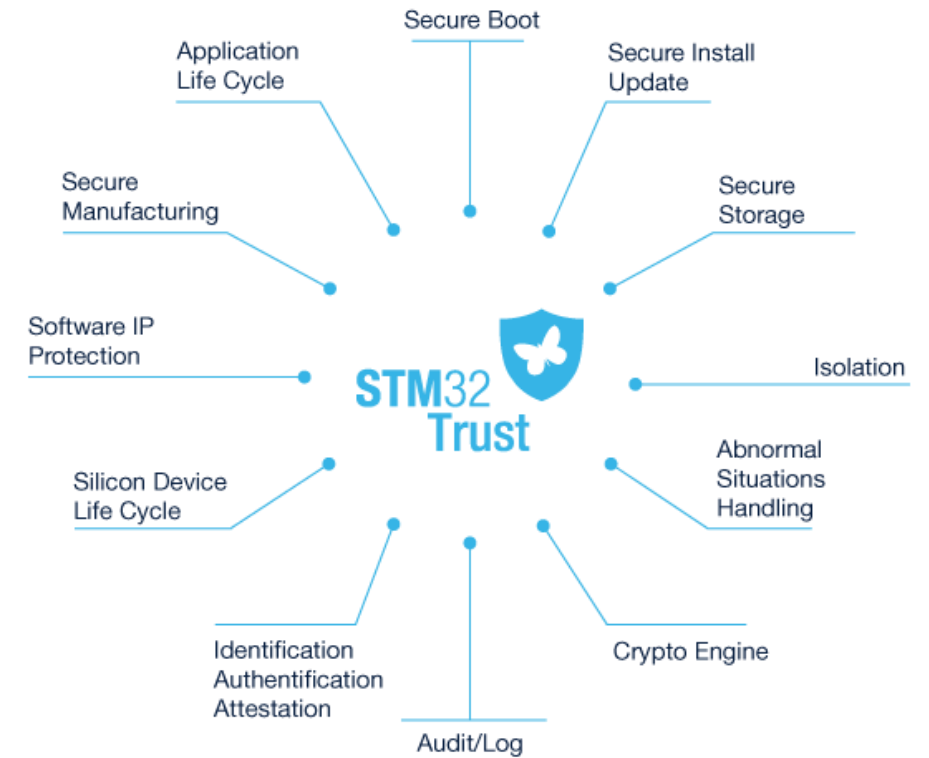 Secure Boot
Application
Life Cycle
Secure Install
Update
Secure
Manufacturing
Secure
Storage
Software IP
Protection
STM32
Trust
Isolation
Silicon Device
Life Cycle
Abnormal
Situations
Handling
Identification
Authentification
Attestation
Crypto Engine
Audit/Log